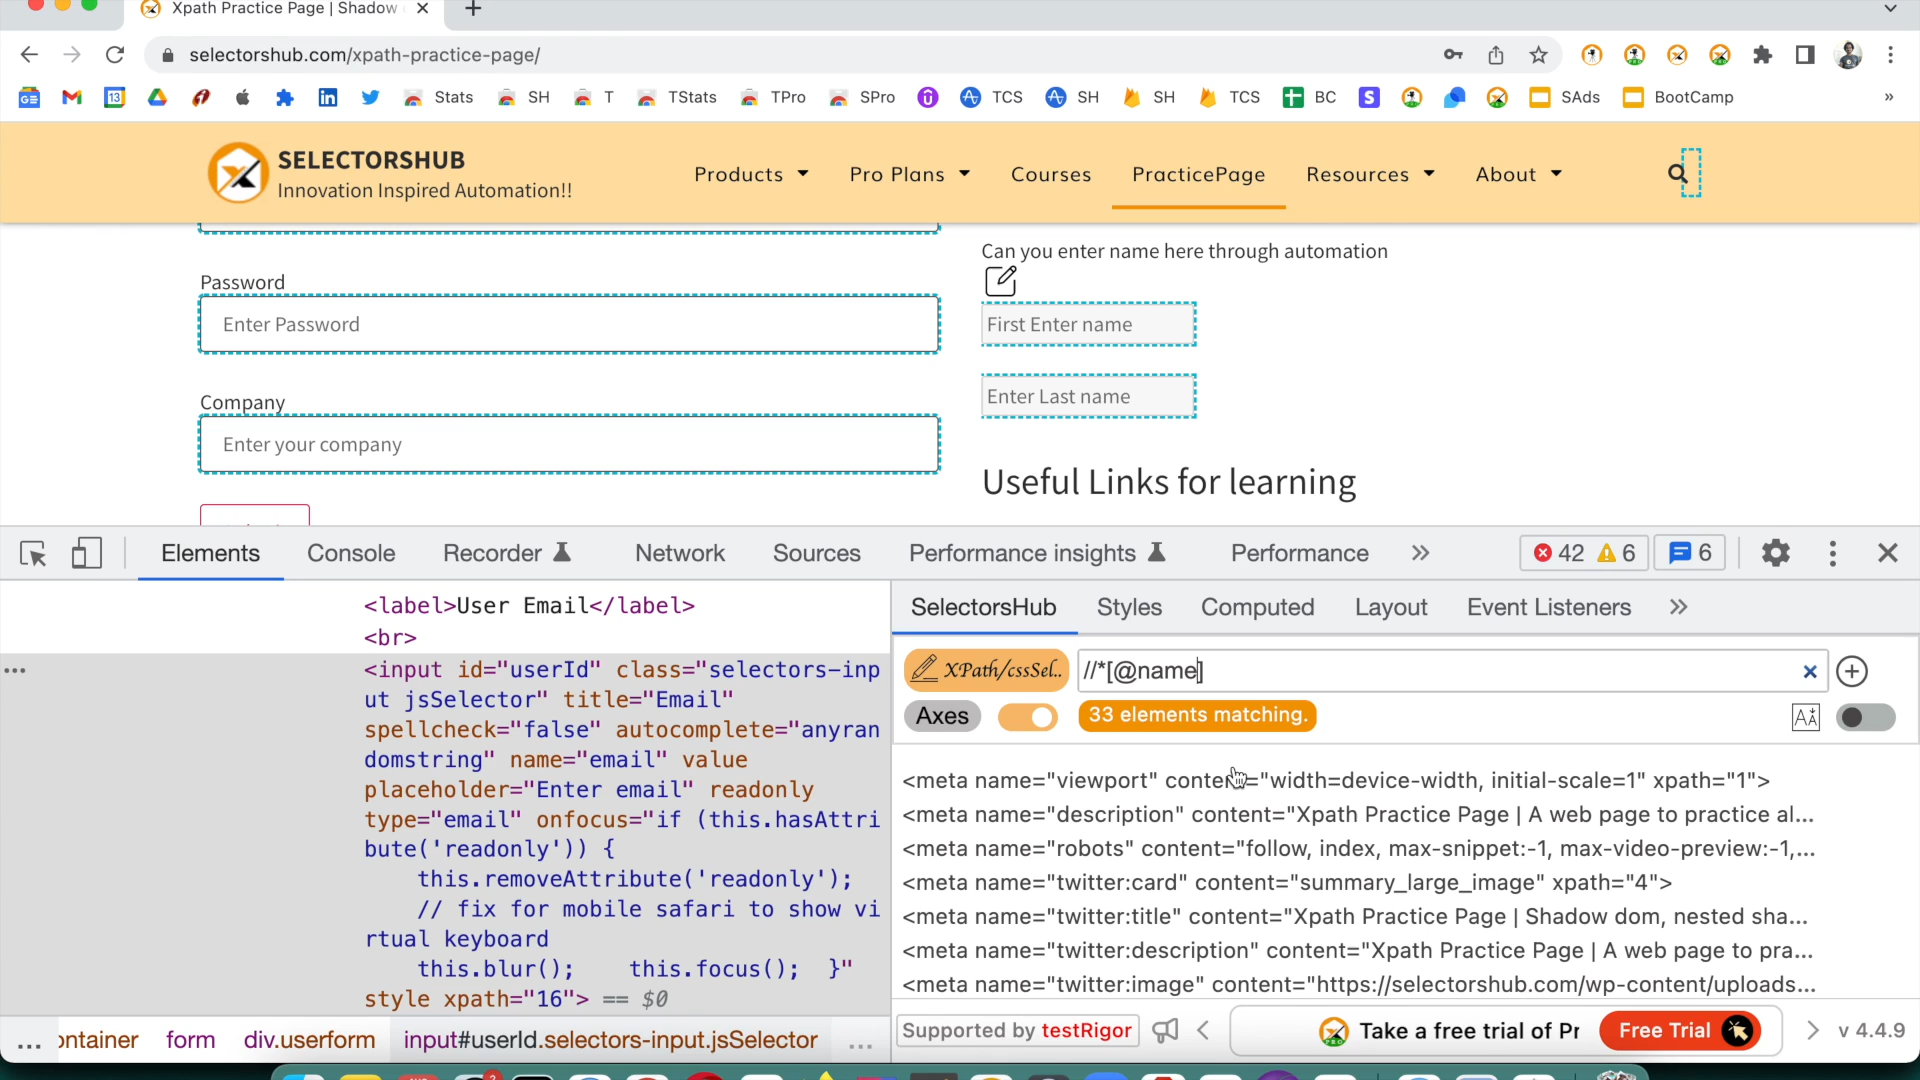 Xpath Practice Page | Shadow
selectorshub.com/xpath-practice-page/
Stats SH T TStats TPro SPro TCS SH SH TCS BC SAds BootCamp »
SELECTORSHUB
Innovation Inspired Automation!!
Products Pro Plans Courses PracticePage Resources About
Can you enter name here through automation
Password
Enter Password
First Enter name
Enter Last name
Company
Enter your company
Useful Links for learning
Elements Console Recorder Network Sources Performance insights Performance » 42 6 6
<label>User Email</label>
<br>
<input id="userId" class="selectors-inp
ut jsSelector" title="Email"
spellcheck="false" autocomplete="anyran
domstring" name="email" value
placeholder="Enter email" readonly
type="email" onfocus="if (this.hasAttri
bute('readonly')) {
this.removeAttribute('readonly');
// fix for mobile safari to show vi
rtual keyboard
this.blur(); this.focus(); }"
style xpath="16"> == $0
... ontainer form div.userform input#userId.selectors-input.jsSelector ...
SelectorsHub Styles Computed Layout Event Listeners »
XPath/cssSel.. //*[@name]
Axes 33 elements matching.
<meta name="viewport" content="width=device-width, initial-scale=1" xpath="1">
<meta name="description" content="Xpath Practice Page | A web page to practice al...
<meta name="robots" content="follow, index, max-snippet:-1, max-video-preview:-1,...
<meta name="twitter:card" content="summary_large_image" xpath="4">
<meta name="twitter:title" content="Xpath Practice Page | Shadow dom, nested sha...
<meta name="twitter:description" content="Xpath Practice Page | A web page to pra...
<meta name="twitter:image" content="https://selectorshub.com/wp-content/uploads...
Supported by testRigor Take a free trial of Pr Free Trial v 4.4.9